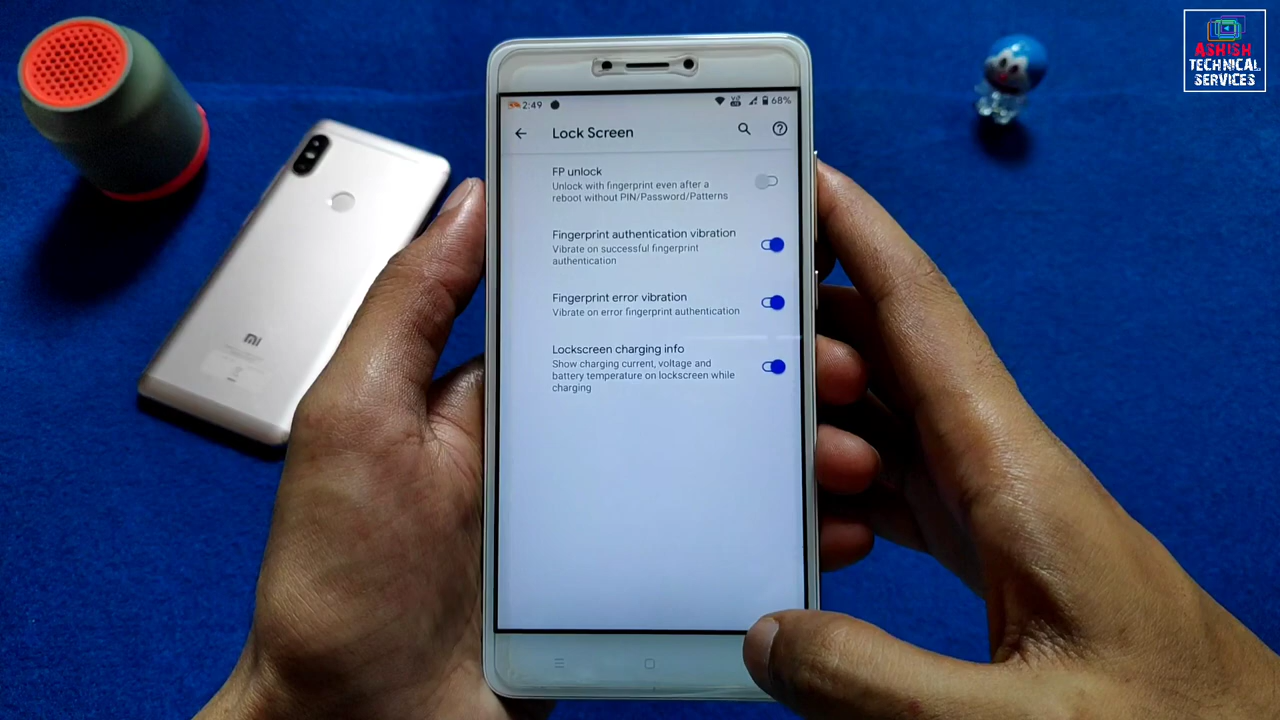 ASHISH
TECHNICAL
SERVICES
2:49
68%
Lock Screen
FP unlock
Unlock with fingerprint even after a
reboot without PIN/Password/Patterns
Fingerprint authentication vibration
Vibrate on successful fingerprint
authentication
Fingerprint error vibration
Vibrate on error fingerprint authentication
Lockscreen charging info
Show charging current, voltage and
battery temperature on lockscreen while
charging
mi